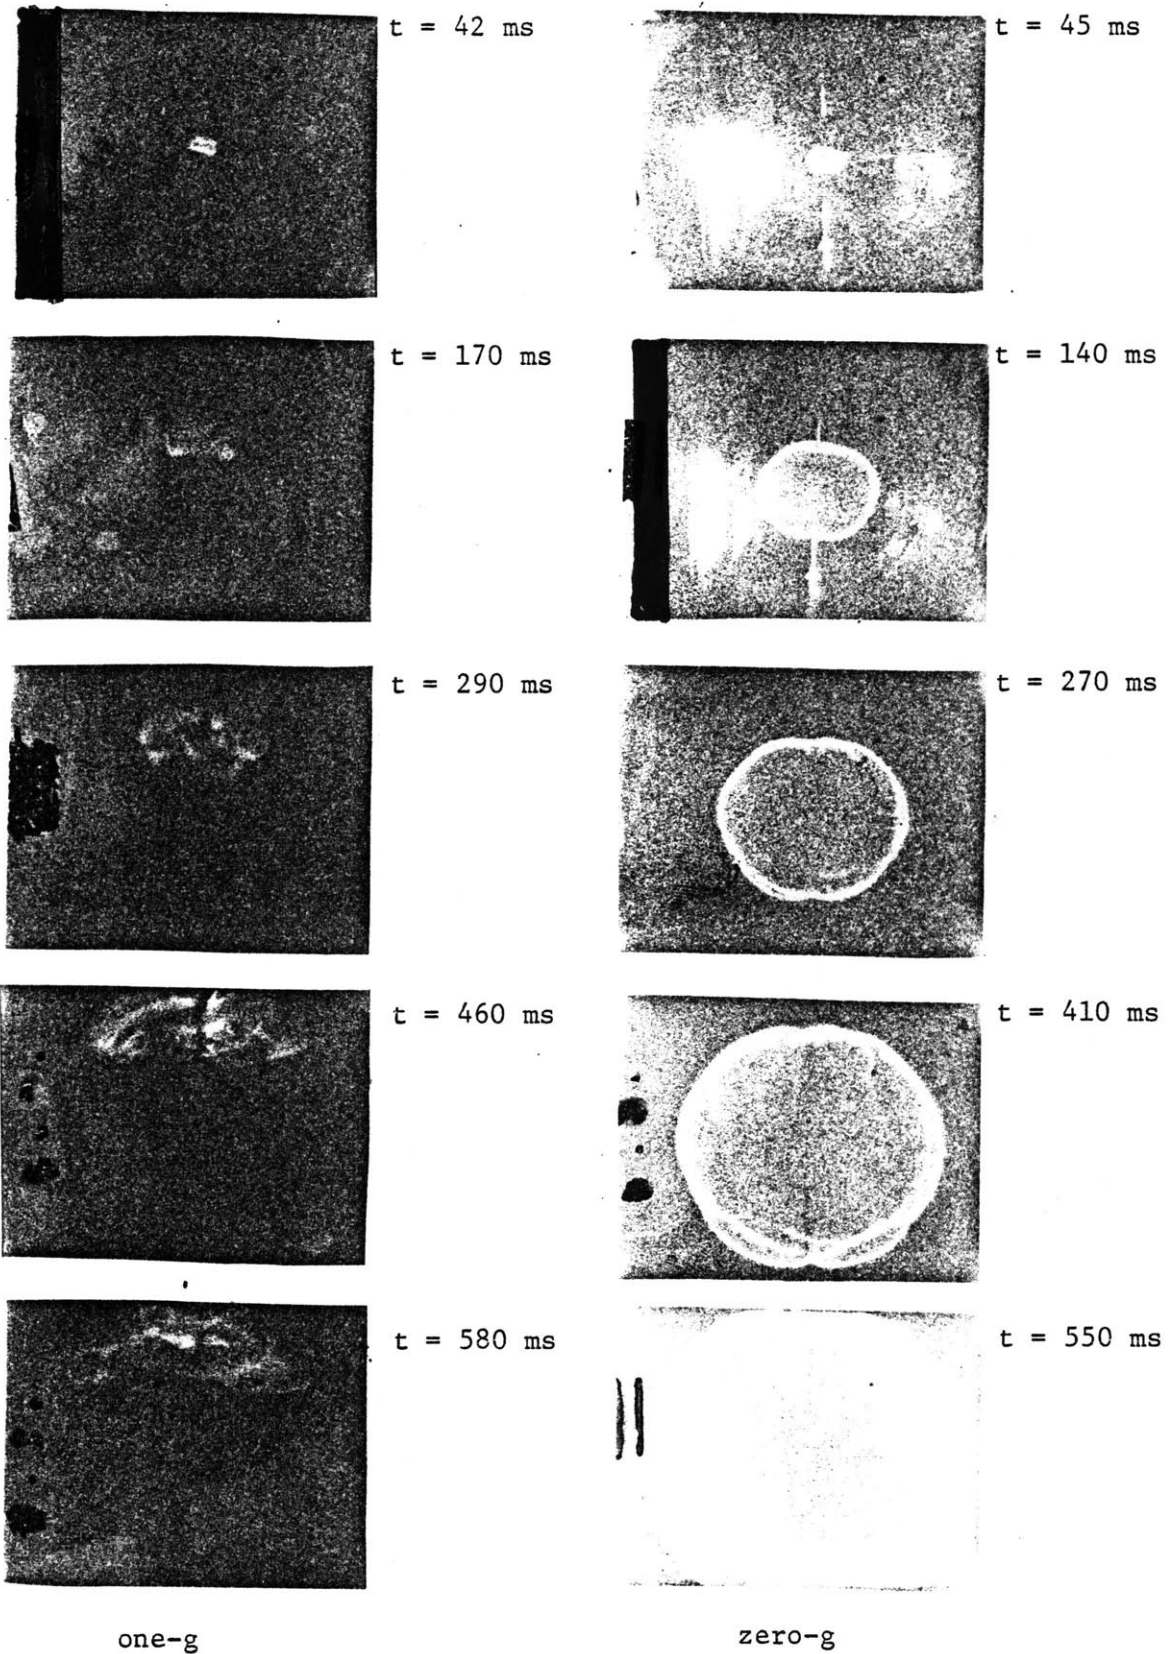 t = 42 ms
t = 45 ms
t = 170 ms
t = 140 ms
t = 290 ms
t = 270 ms
t = 460 ms
t = 410 ms
t = 580 ms
t = 550 ms
one-g
zero-g